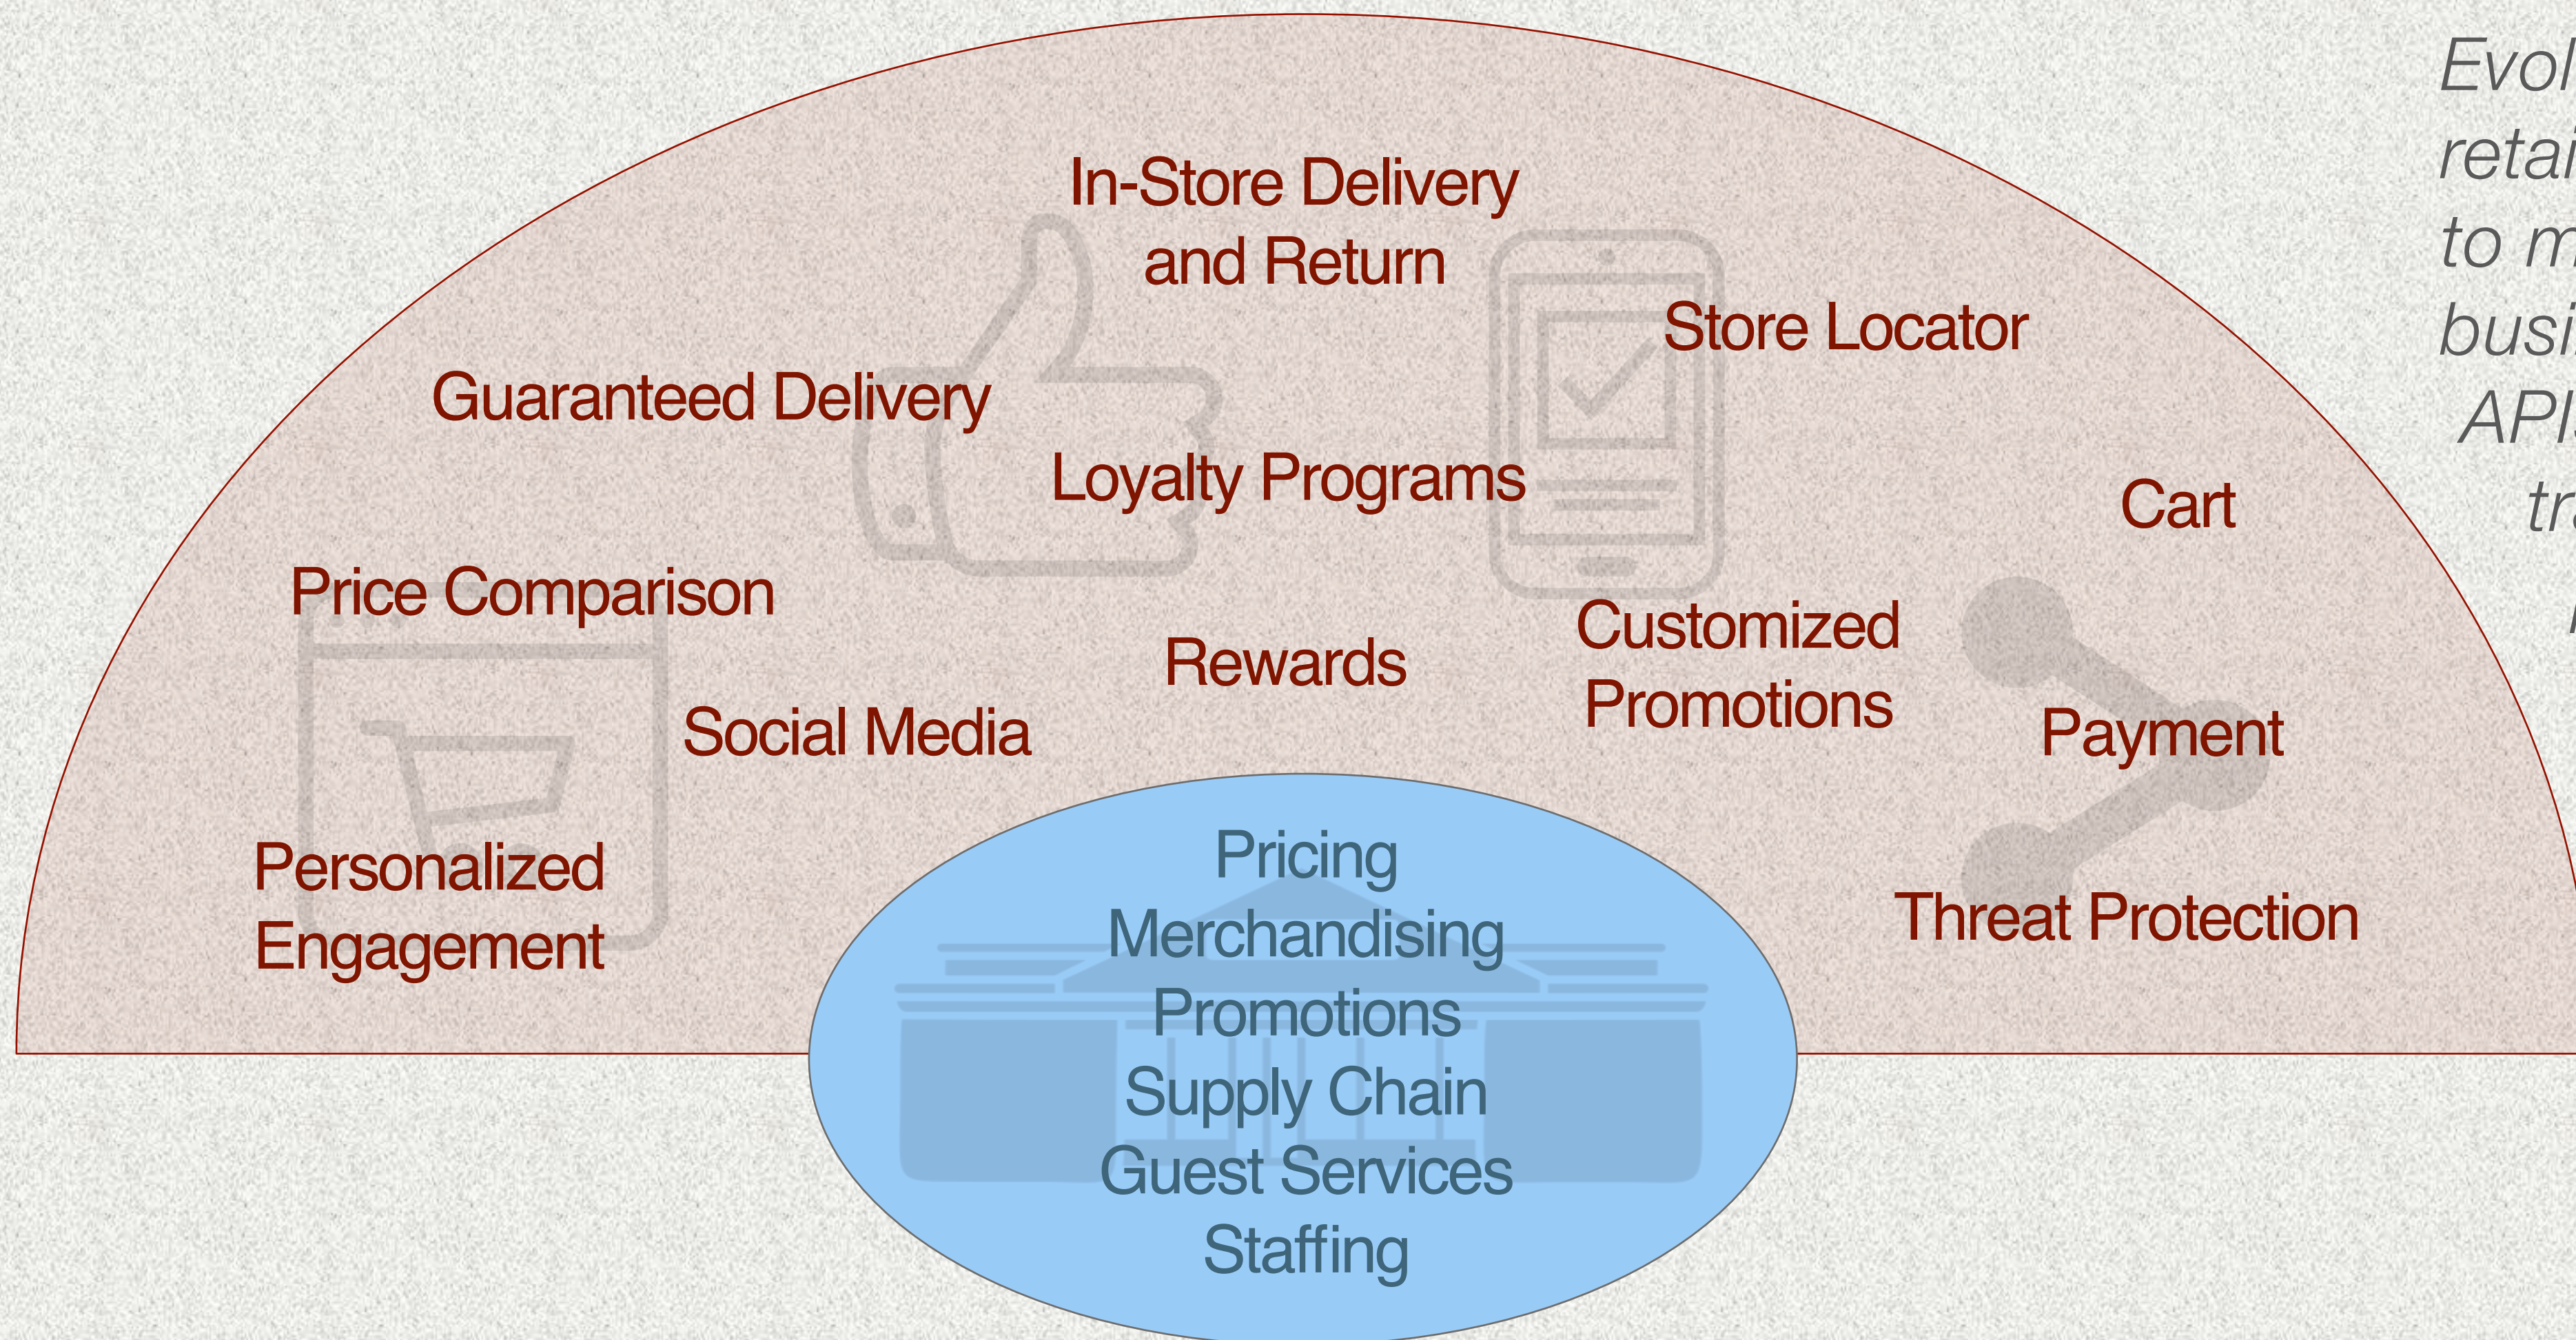 In-Store Delivery
and Return
Store Locator
Guaranteed Delivery
Loyalty Programs
Cart
Price Comparison
Customized
Promotions
Rewards
Social Media
Payment
Personalized
Engagement
Threat Protection
Pricing
Merchandising
Promotions
Supply Chain
Guest Services
Staffing
to